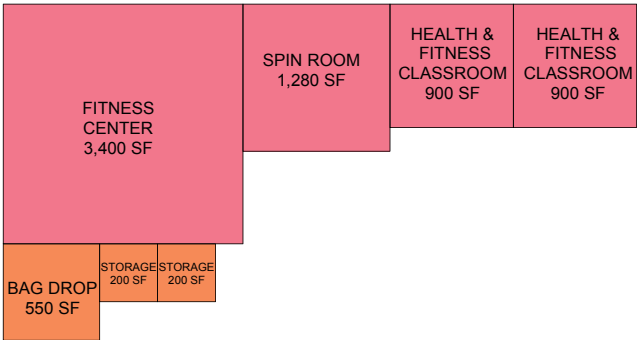 FITNESS
CENTER
3,400 SF
SPIN ROOM
1,280 SF
HEALTH &
FITNESS
CLASSROOM
900 SF
HEALTH &
FITNESS
CLASSROOM
900 SF
BAG DROP
550 SF
STORAGE
200 SF
STORAGE
200 SF